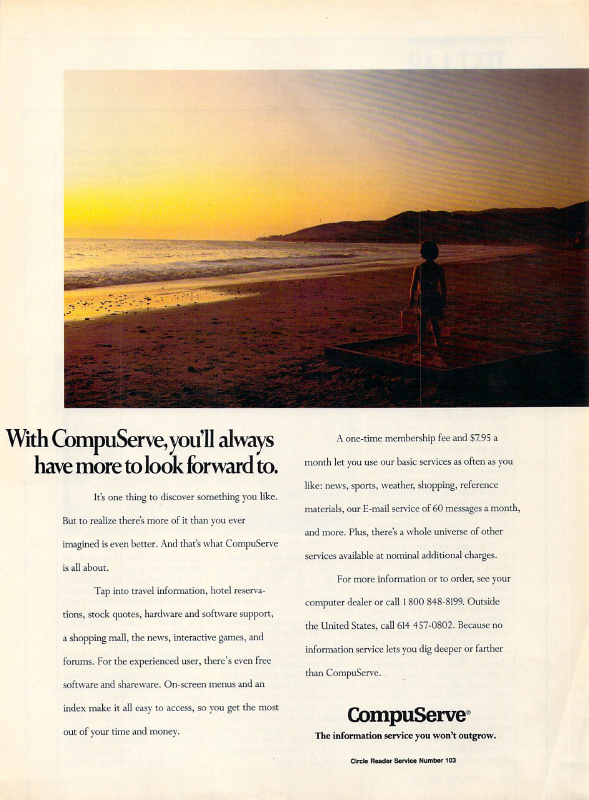 With CompuServe, you'll always
have more to look forward to.
It's one thing to discover something you like.
But to realize there's more of it than you ever
imagined is even better. And that's what CompuServe
is all about.
Tap into travel information, hotel reserva-
tions, stock quotes, hardware and software support,
a shopping mall, the news, interactive games, and
forums. For the experienced user, there's even free
software and shareware. On-screen menus and an
index make it all easy to access, so you get the most
out of your time and money.
A one-time membership fee and $7.95 a
month let you use our basic services as often as you
like: news, sports, weather, shopping, reference
materials, our E-mail service of 60 messages a month,
and more. Plus, there's a whole universe of other
services available at nominal additional charges.
For more information or to order, see your
computer dealer or call 1 800 848-8199. Outside
the United States, call 614 457-0802. Because no
information service lets you dig deeper or farther
than CompuServe.
CompuServe®
The information service you won't outgrow.
Circle Reader Service Number 103